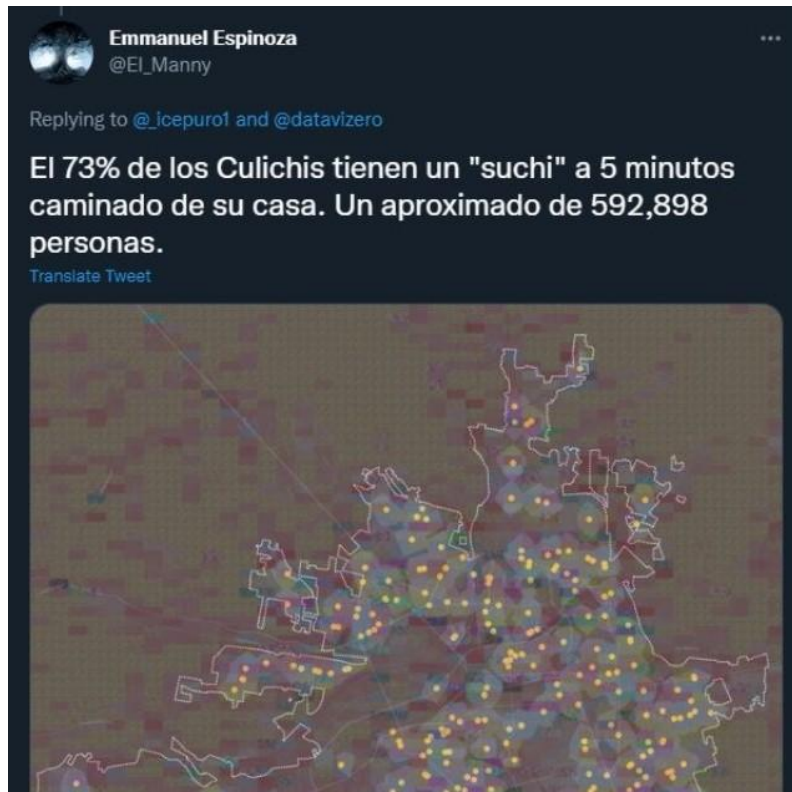 Emmanuel Espinoza
@El_Manny
Replying to @_icepuro1 and @datavizero
El 73% de los Culichis tienen un "suchi" a 5 minutos
caminado de su casa. Un aproximado de 592,898
personas.
Translate Tweet